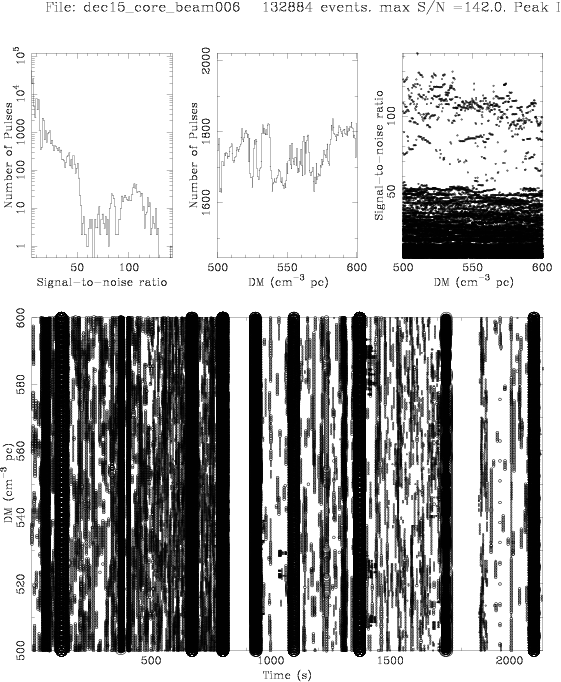 File: dec15_core_beam006 132884 events. max S/N =142.0. Peak I
Number of Pulses
10^5
10^4
1000
100
10
1
50 100
Signal-to-noise ratio
Number of Pulses
2000
1800
1600
500 550 600
DM (cm^-3 pc)
Signal-to-noise ratio
100
50
500 550 600
DM (cm^-3 pc)
DM (cm^-3 pc)
600
580
560
540
520
500
500 1000 1500 2000
Time (s)